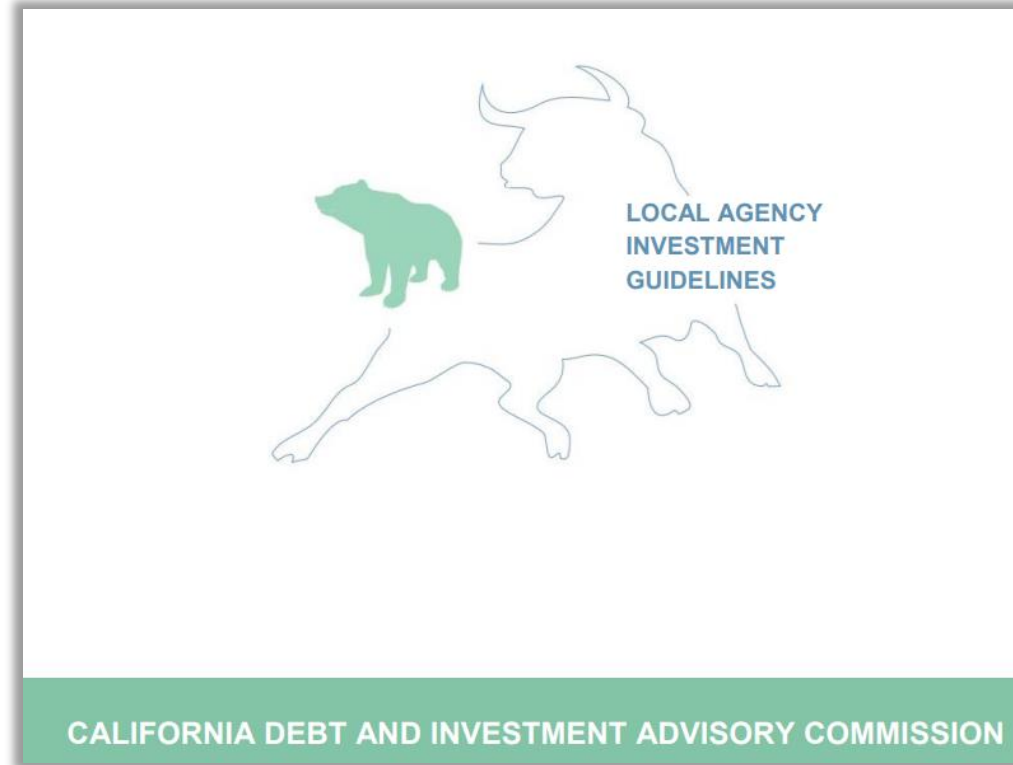 LOCAL AGENCY
INVESTMENT
GUIDELINES
CALIFORNIA DEBT AND INVESTMENT ADVISORY COMMISSION